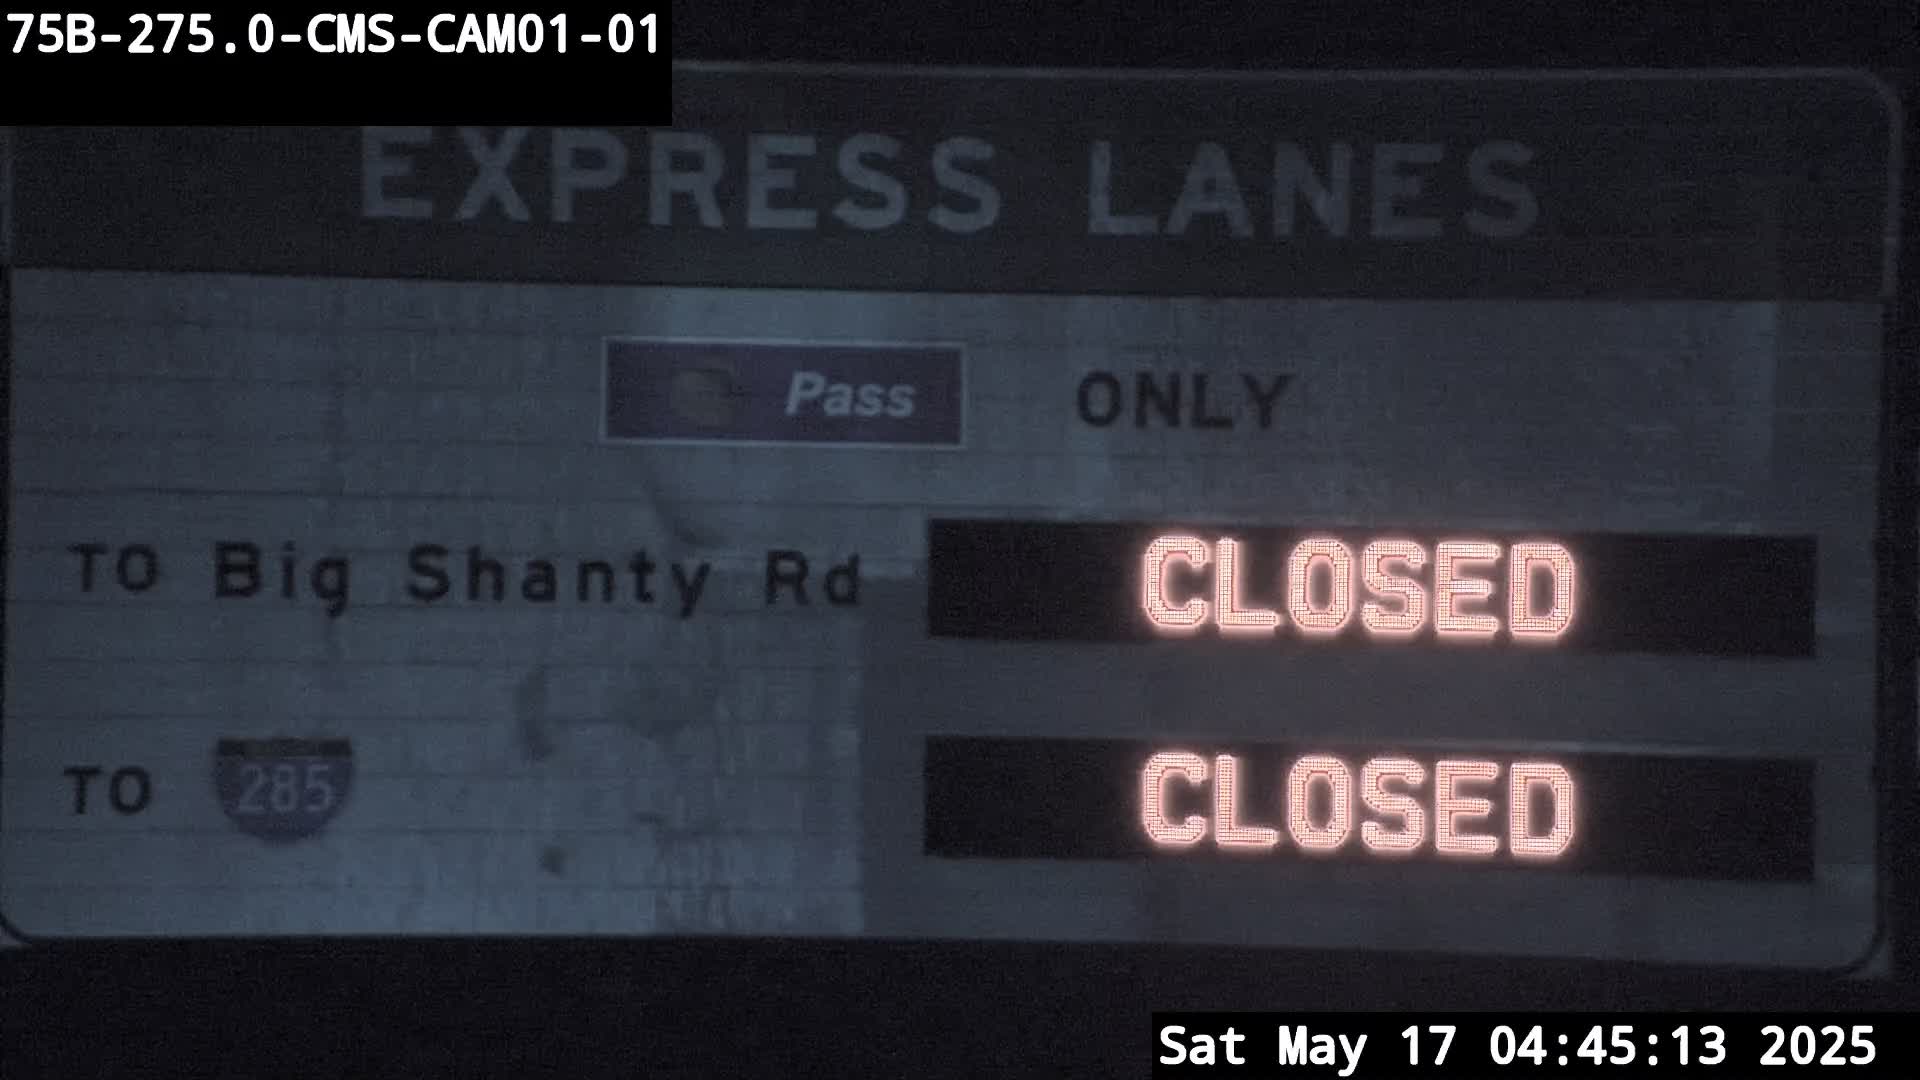 75B-275.0-CMS-CAM01-01
EXPRESS LANES
Pass ONLY
TO Big Shanty Rd CLOSED
TO 285 CLOSED
Sat May 17 04:45:13 2025